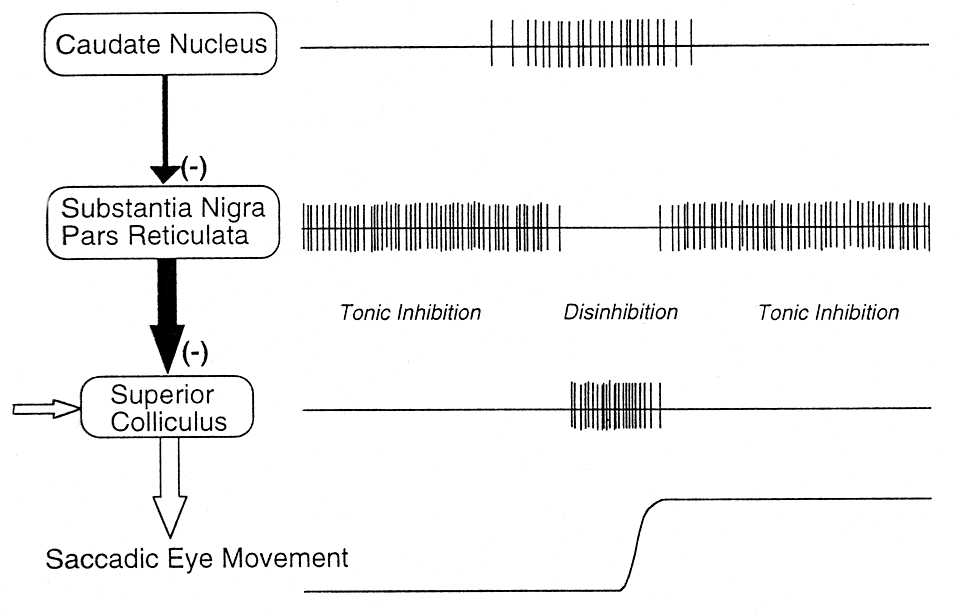 Caudate Nucleus
(-)
Substantia Nigra
Pars Reticulata
Tonic Inhibition
Disinhibition
Tonic Inhibition
(-)
Superior
Colliculus
Saccadic Eye Movement